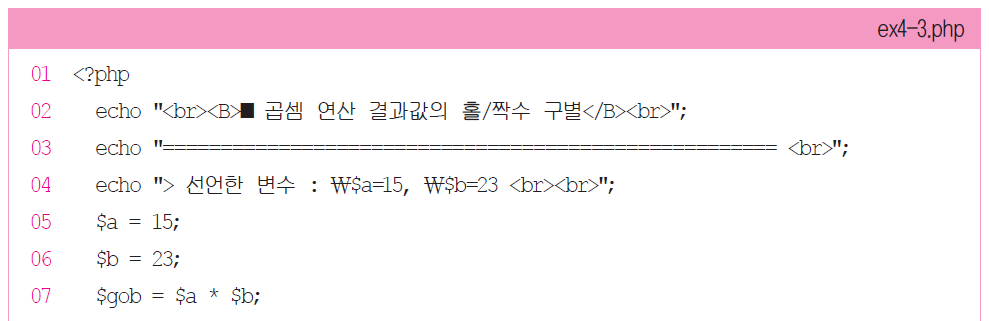 ex4-3.php
01 <?php
02 echo "<br><B>■ 곱셈 연산 결과값의 홀/짝수 구별</B><br>";
03 echo "===================================================== <br>";
04 echo "> 선언한 변수 : ₩$a=15, ₩$b=23 <br><br>";
05 $a = 15;
06 $b = 23;
07 $gob = $a * $b;